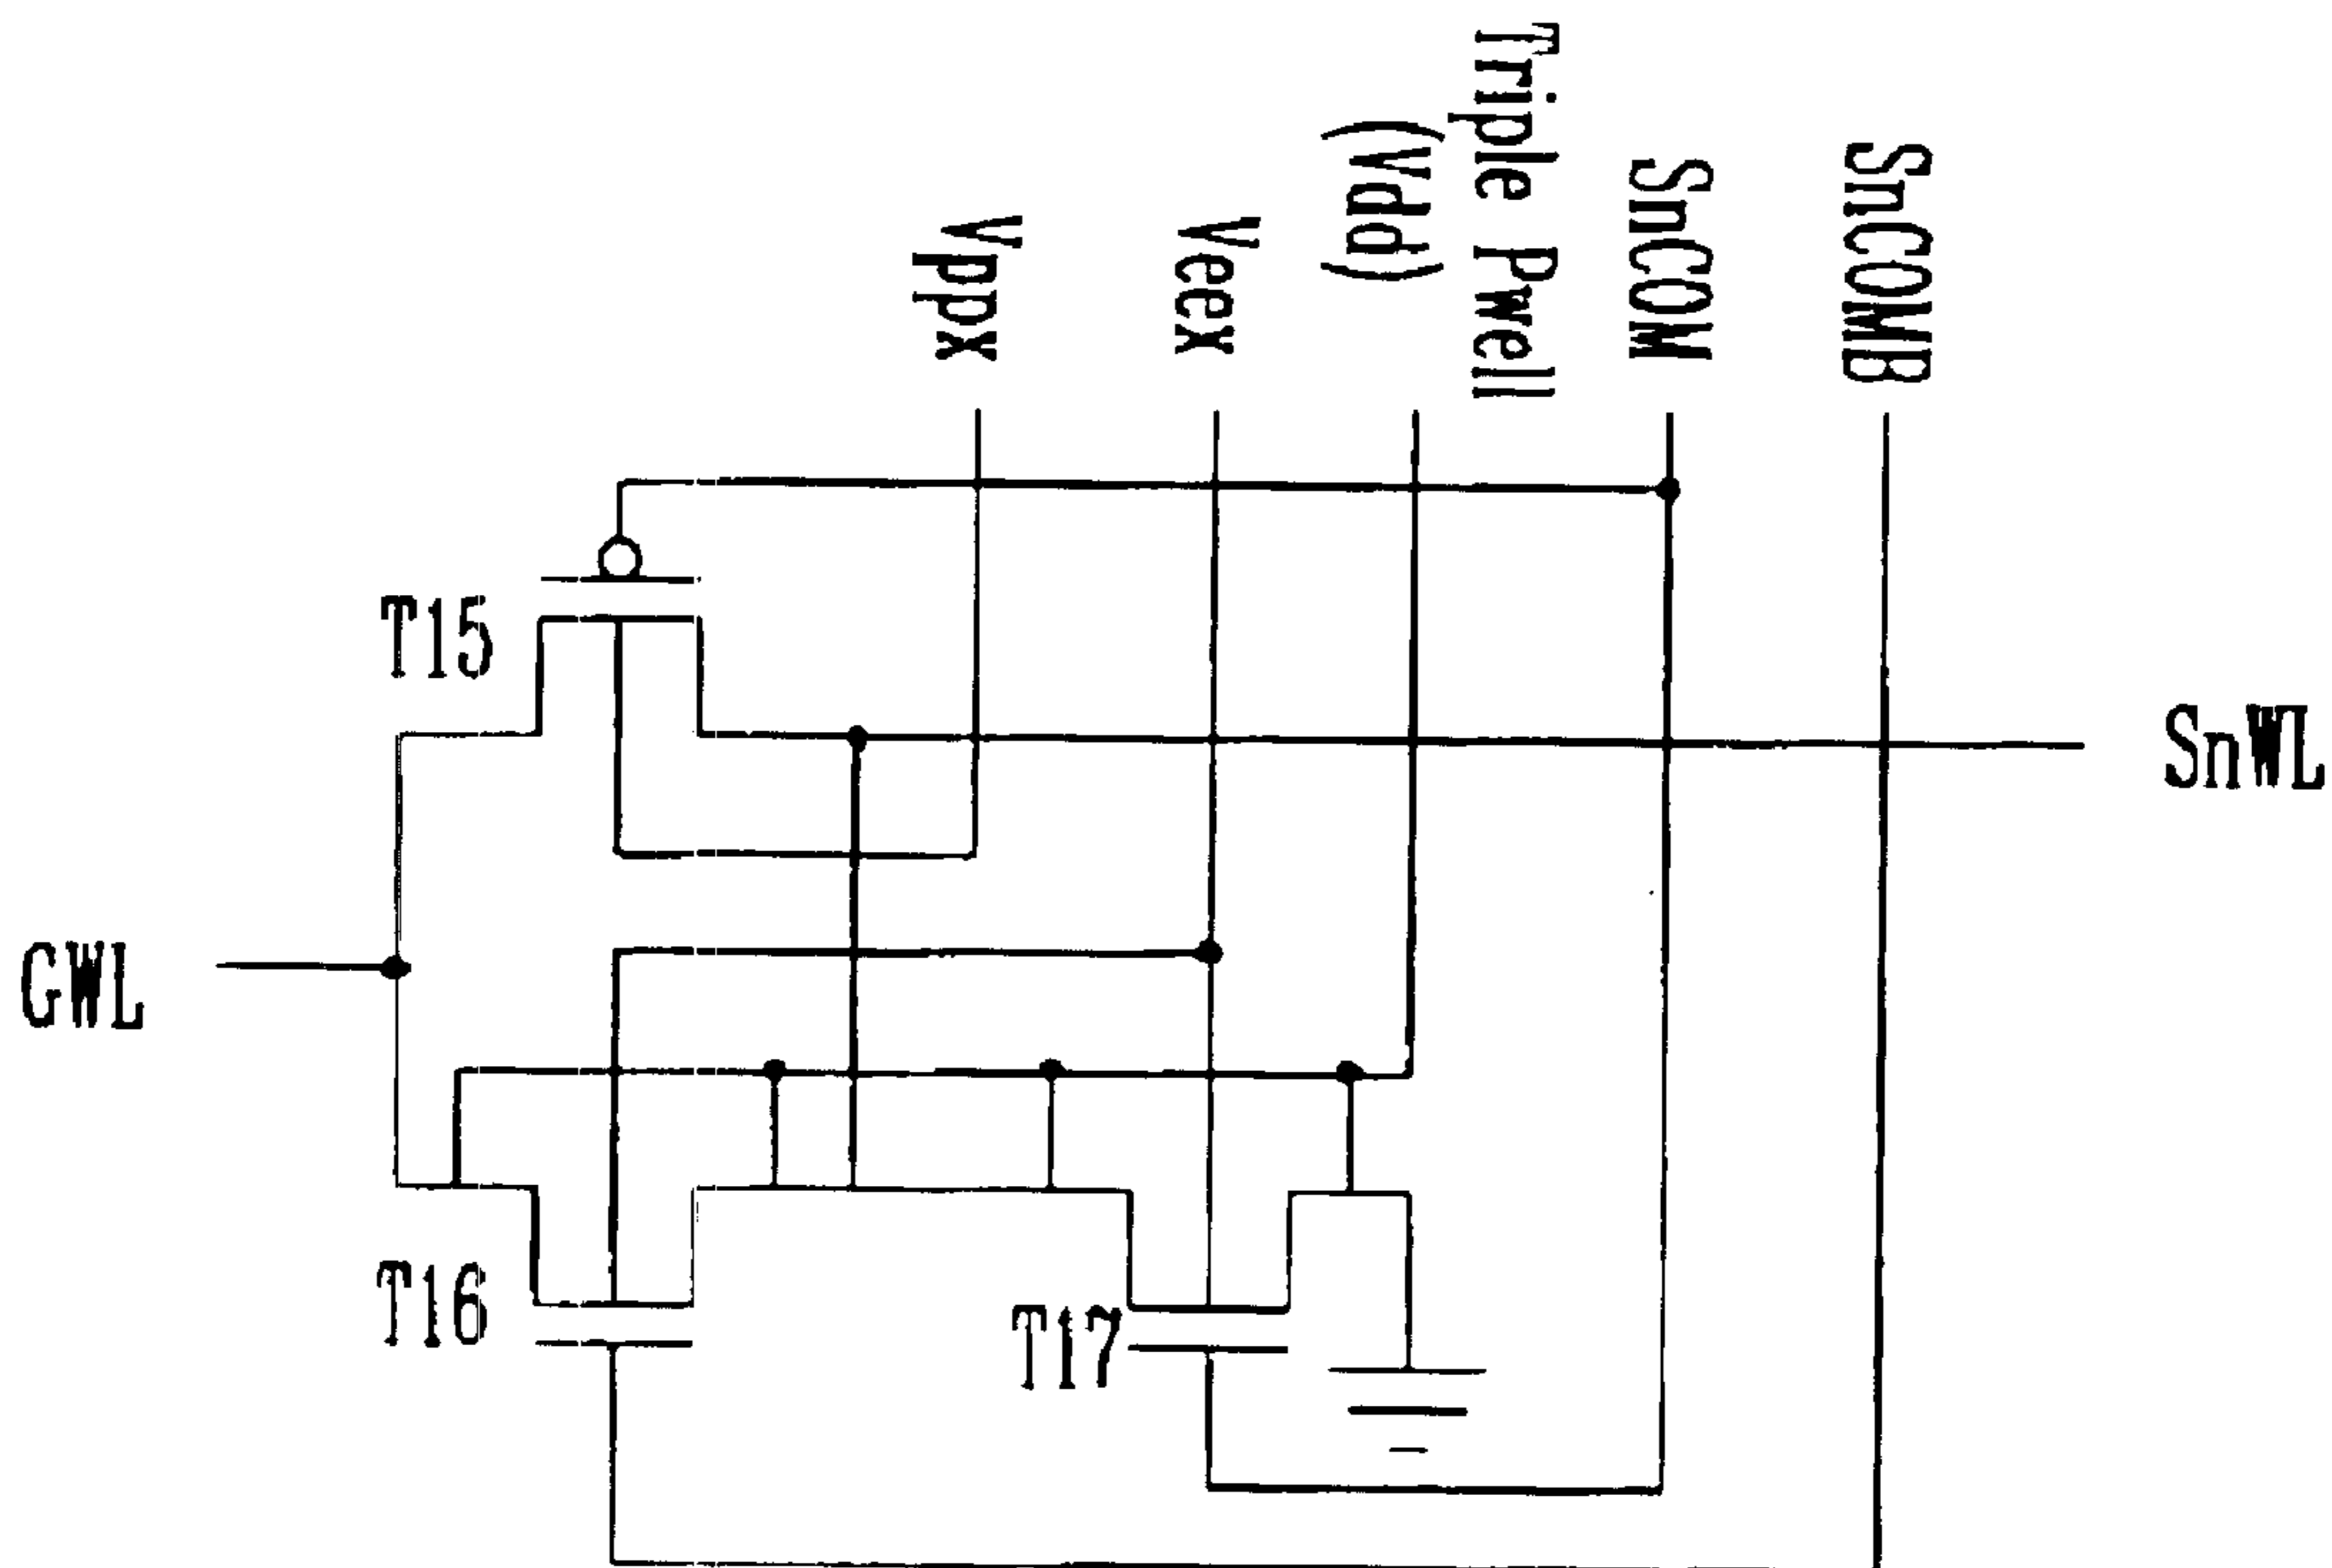 Vppx
Veex
Triple Pwell
(Vdd)
SnCOM
SnCOMB
T15
SnWL
GWL
T16
T17